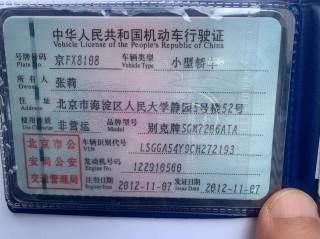 中华人民共和国机动车行驶证
Vehicle License of the People's Republic of China
号牌号码 京FX8108 车辆类型 小型轿车
Plate No. Vehicle Type
所有人 张莉
Owner
住址 北京市海淀区人民大学静园5号楼52号
Address
使用性质 非营运 品牌型号 别克牌SGM7206ATA
Use Character Model
车辆识别代号 LSGGA54Y9CH272193
VIN
发动机号码 122910560
Engine No.
注册日期 2012-11-07 发证日期 2012-11-07
Register Date Issue Date
北京市公
安局公安
交通管理局